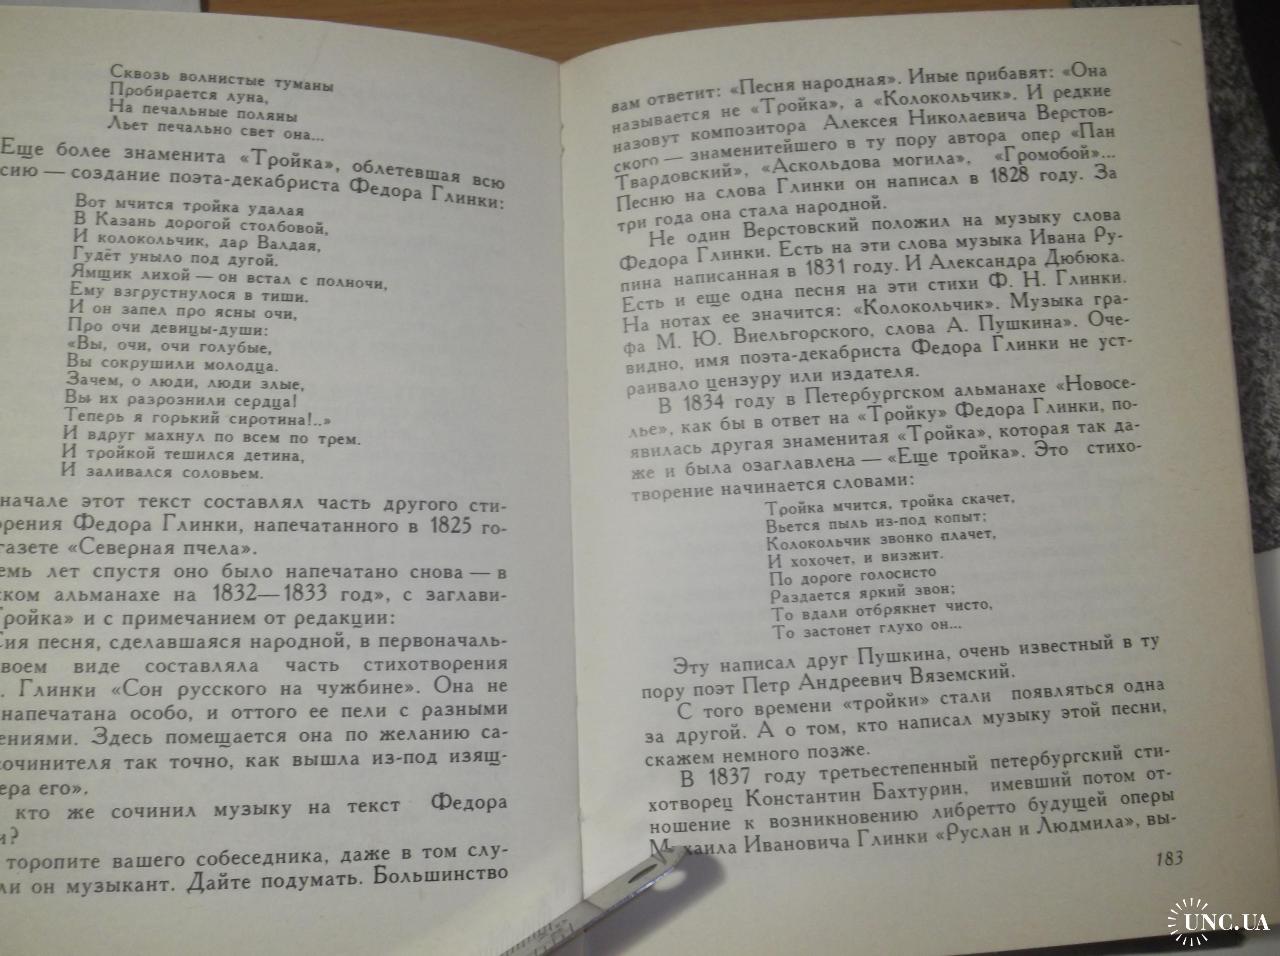 Сквозь волнистые туманы
Пробирается луна,
На печальные поляны
Льет печально свет она...
Еще более знаменита «Тройка», облетевшая всю
сию — создание поэта-декабриста Федора Глинки:
Вот мчится тройка удалая
В Казань дорогой столбовой,
И колокольчик, дар Валдая,
Гудёт уныло под дугой.
Ямщик лихой — он встал с полночи,
Ему взгрустнулося в тиши.
И он запел про ясны очи,
Про очи девицы-души:
«Вы, очи, очи голубые,
Вы сокрушили молодца.
Зачем, о люди, люди злые,
Вы их разрознили сердца!
Теперь я горький сиротина!..»
И вдруг махнул по всем по трем.
И тройкой тешился детина,
И заливался соловьем.
начале этот текст составлял часть другого сти-
рения Федора Глинки, напечатанного в 1825 го-
газете «Северная пчела».
емь лет спустя оно было напечатано снова — в
ком альманахе на 1832—1833 год», с заглави-
ройка» и с примечанием от редакции:
ия песня, сделавшаяся народной, в первоначаль-
воем виде составляла часть стихотворения
. Глинки «Сон русского на чужбине». Она не
напечатана особо, и оттого ее пели с разными
ениями. Здесь помещается она по желанию са-
сочинителя так точно, как вышла из-под изящ-
ера его».
кто же сочинил музыку на текст Федора
и?
торопите вашего собеседника, даже в том слу-
ли он музыкант. Дайте подумать. Большинство
вам ответит: «Песня народная». Иные прибавят: «Она
называется не «Тройка», а «Колокольчик». И редкие
назовут композитора Алексея Николаевича Верстов-
ского — знаменитейшего в ту пору автора опер «Пан
Твардовский», «Аскольдова могила», «Громобой»...
Песню на слова Глинки он написал в 1828 году. За
три года она стала народной.
Не один Верстовский положил на музыку слова
Федора Глинки. Есть на эти слова музыка Ивана Ру-
пина написанная в 1831 году. И Александра Дюбюка.
Есть и еще одна песня на эти стихи Ф. Н. Глинки.
На нотах ее значится: «Колокольчик». Музыка гра-
фа М. Ю. Виельгорского, слова А. Пушкина». Оче-
видно, имя поэта-декабриста Федора Глинки не уст-
раивало цензуру или издателя.
В 1834 году в Петербургском альманахе «Новосе-
лье», как бы в ответ на «Тройку» Федора Глинки, по-
явилась другая знаменитая «Тройка», которая так да-
же и была озаглавлена — «Еще тройка». Это стихо-
творение начинается словами:
Тройка мчится, тройка скачет,
Вьется пыль из-под копыт;
Колокольчик звонко плачет,
И хохочет, и визжит.
По дороге голосисто
Раздается яркий звон;
То вдали отбрякнет чисто,
То застонет глухо он...
Эту написал друг Пушкина, очень известный в ту
пору поэт Петр Андреевич Вяземский.
С того времени «тройки» стали появляться одна
за другой. А о том, кто написал музыку этой песни,
скажем немного позже.
В 1837 году третьестепенный петербургский сти-
хотворец Константин Бахтурин, имевший потом от-
ношение к возникновению либретто будущей оперы
Михаила Ивановича Глинки «Руслан и Людмила», вы-
183
UNC.UA